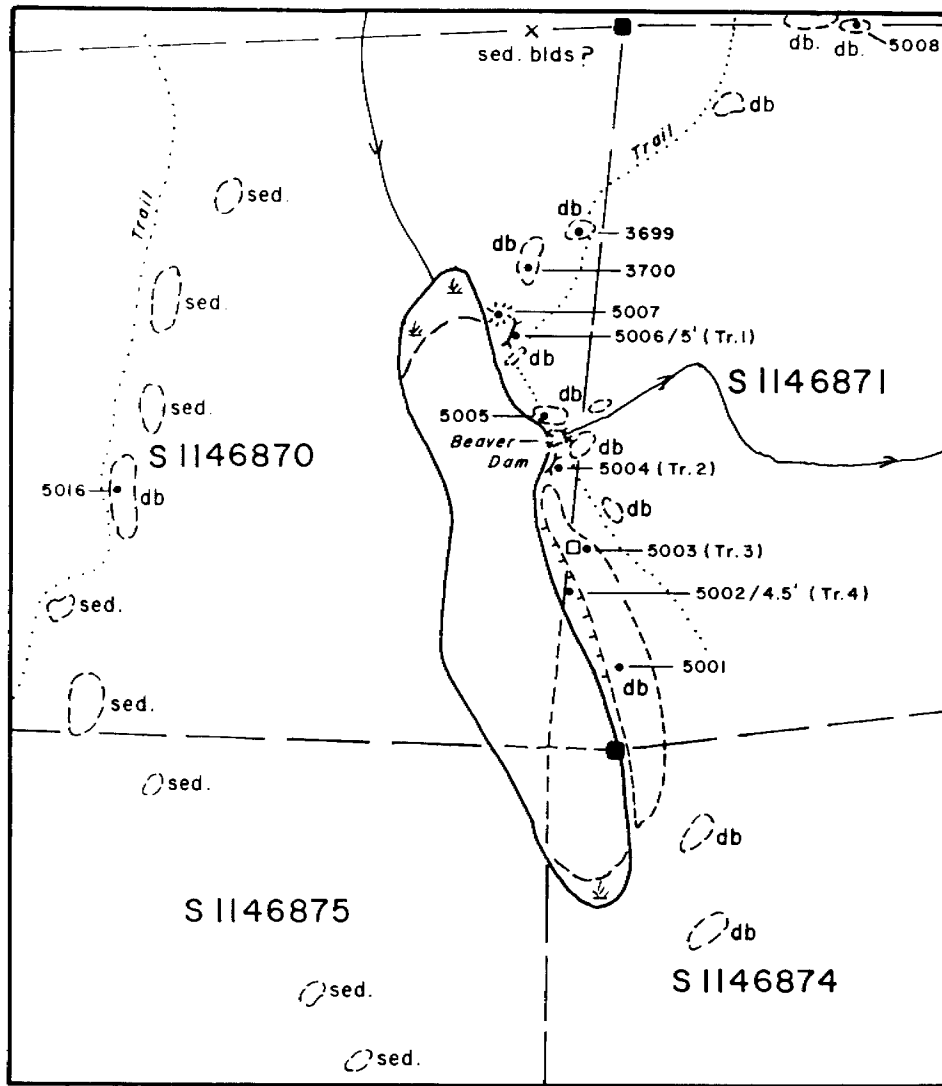 sed. blds ?
db.
db.
5008
db
Trail
Trail
sed.
db
3699
db
3700
sed.
5007
5006/5' (Tr.1)
db
S 1146871
db
5005
sed.
S 1146870
Beaver
Dam
db
5004 (Tr.2)
5016
db
db
5003 (Tr.3)
5002/4.5' (Tr.4)
sed.
5001
db
sed.
sed.
db
S 1146875
db
S 1146874
sed.
sed.